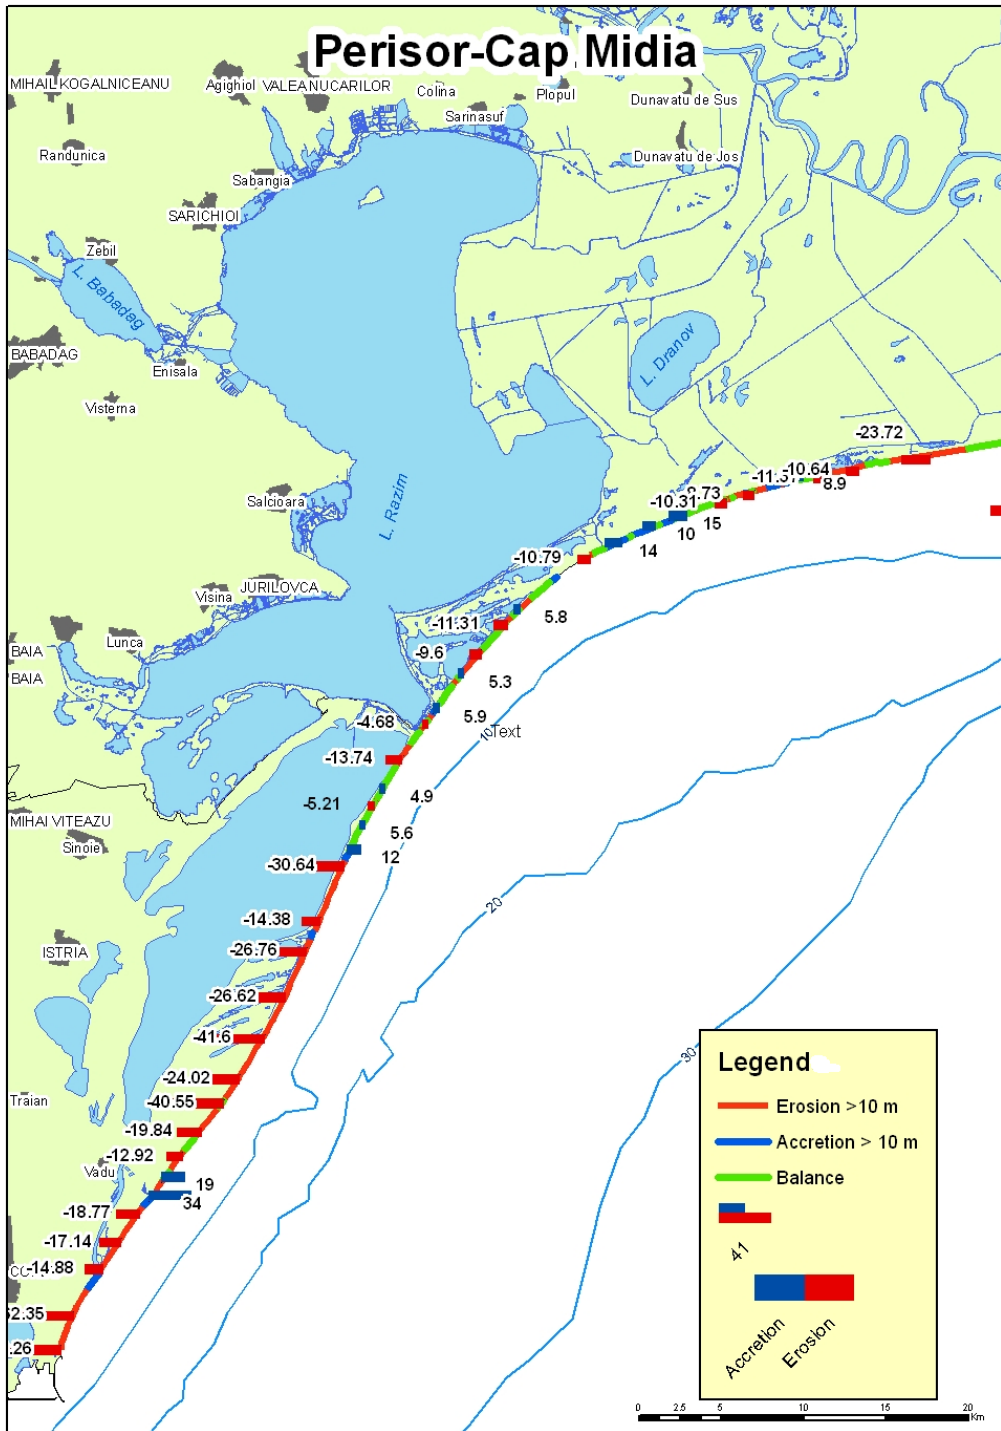 Perisor-Cap Midia
MIHAIL KOGALNICEANU
Agighiol
VALEA NUCARILOR
Colina
Plopul
Dunavatu de Sus
Sarinasuf
Randunica
Dunavatu de Jos
Sabangia
SARICHIOI
Zebil
L. Babadag
BABADAG
Enisala
L. Dranov
Visterna
-23.72
-10.64
8.9
L. Razim
Salcioara
-10.31
15
10
14
-10.79
JURILOVCA
Visina
5.8
-11.31
Lunca
BAIA
-9.6
BAIA
5.3
5.9
-4.68
Text
10
-13.74
4.9
-5.21
MIHAI VITEAZU
5.6
Sinoie
12
-30.64
20
-14.38
ISTRIA
-26.76
-26.62
-41.6
30
Legend
-24.02
Traian
-40.55
Erosion >10 m
-19.84
Accretion > 10 m
-12.92
Vadu
Balance
19
34
-18.77
-17.14
41
-14.88
Accretion
Erosion
0 2.5 5 10 15 20
Km